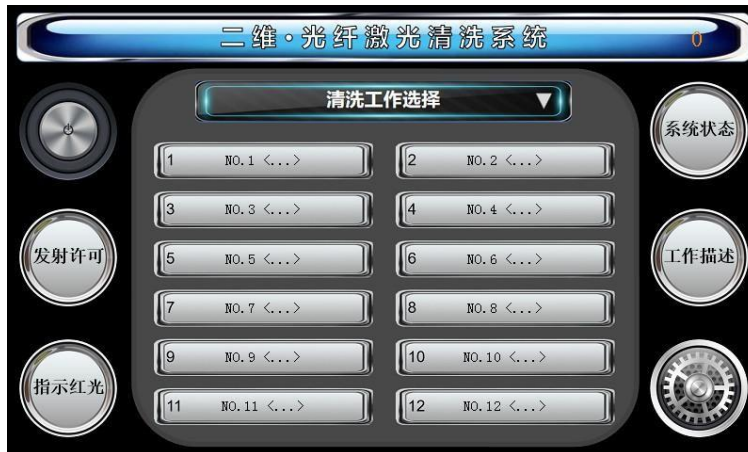 二维·光纤激光清洗系统 0
清洗工作选择
系统状态
1 NO.1 <...>
2 NO.2 <...>
3 NO.3 <...>
4 NO.4 <...>
发射许可
5 NO.5 <...>
6 NO.6 <...>
工作描述
7 NO.7 <...>
8 NO.8 <...>
9 NO.9 <...>
10 NO.10 <...>
指示红光
11 NO.11 <...>
12 NO.12 <...>